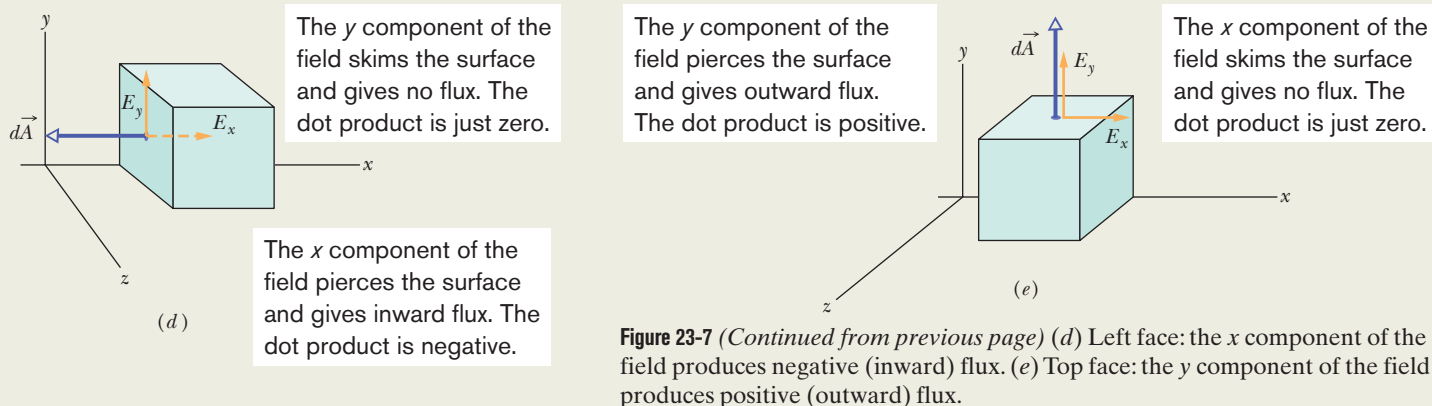 y
E_y
E_x
dA
x
z
(d)
The y component of the
field skims the surface
and gives no flux. The
dot product is just zero.
The x component of the
field pierces the surface
and gives inward flux. The
dot product is negative.
The y component of the
field pierces the surface
and gives outward flux.
The dot product is positive.
y
dA
E_y
E_x
x
z
(e)
The x component of the
field skims the surface
and gives no flux. The
dot product is just zero.
Figure 23-7 (Continued from previous page) (d) Left face: the x component of the
field produces negative (inward) flux. (e) Top face: the y component of the field
produces positive (outward) flux.